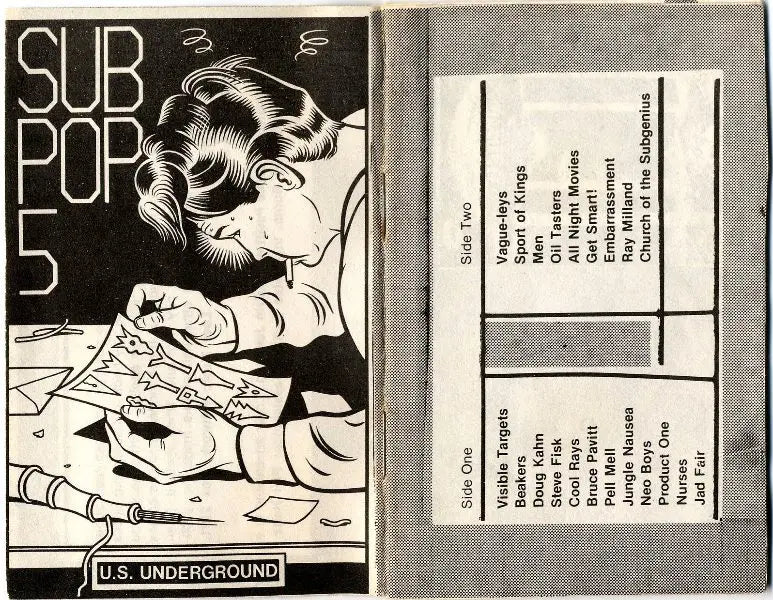 SUB
POP
5
U.S. UNDERGROUND
Side One
Visible Targets
Beakers
Doug Kahn
Steve Fisk
Cool Rays
Bruce Pavitt
Pell Mell
Jungle Nausea
Neo Boys
Product One
Nurses
Jad Fair
Side Two
Vague-leys
Sport of Kings
Men
Oil Tasters
All Night Movies
Get Smart!
Embarrassment
Ray Milland
Church of the Subgenius